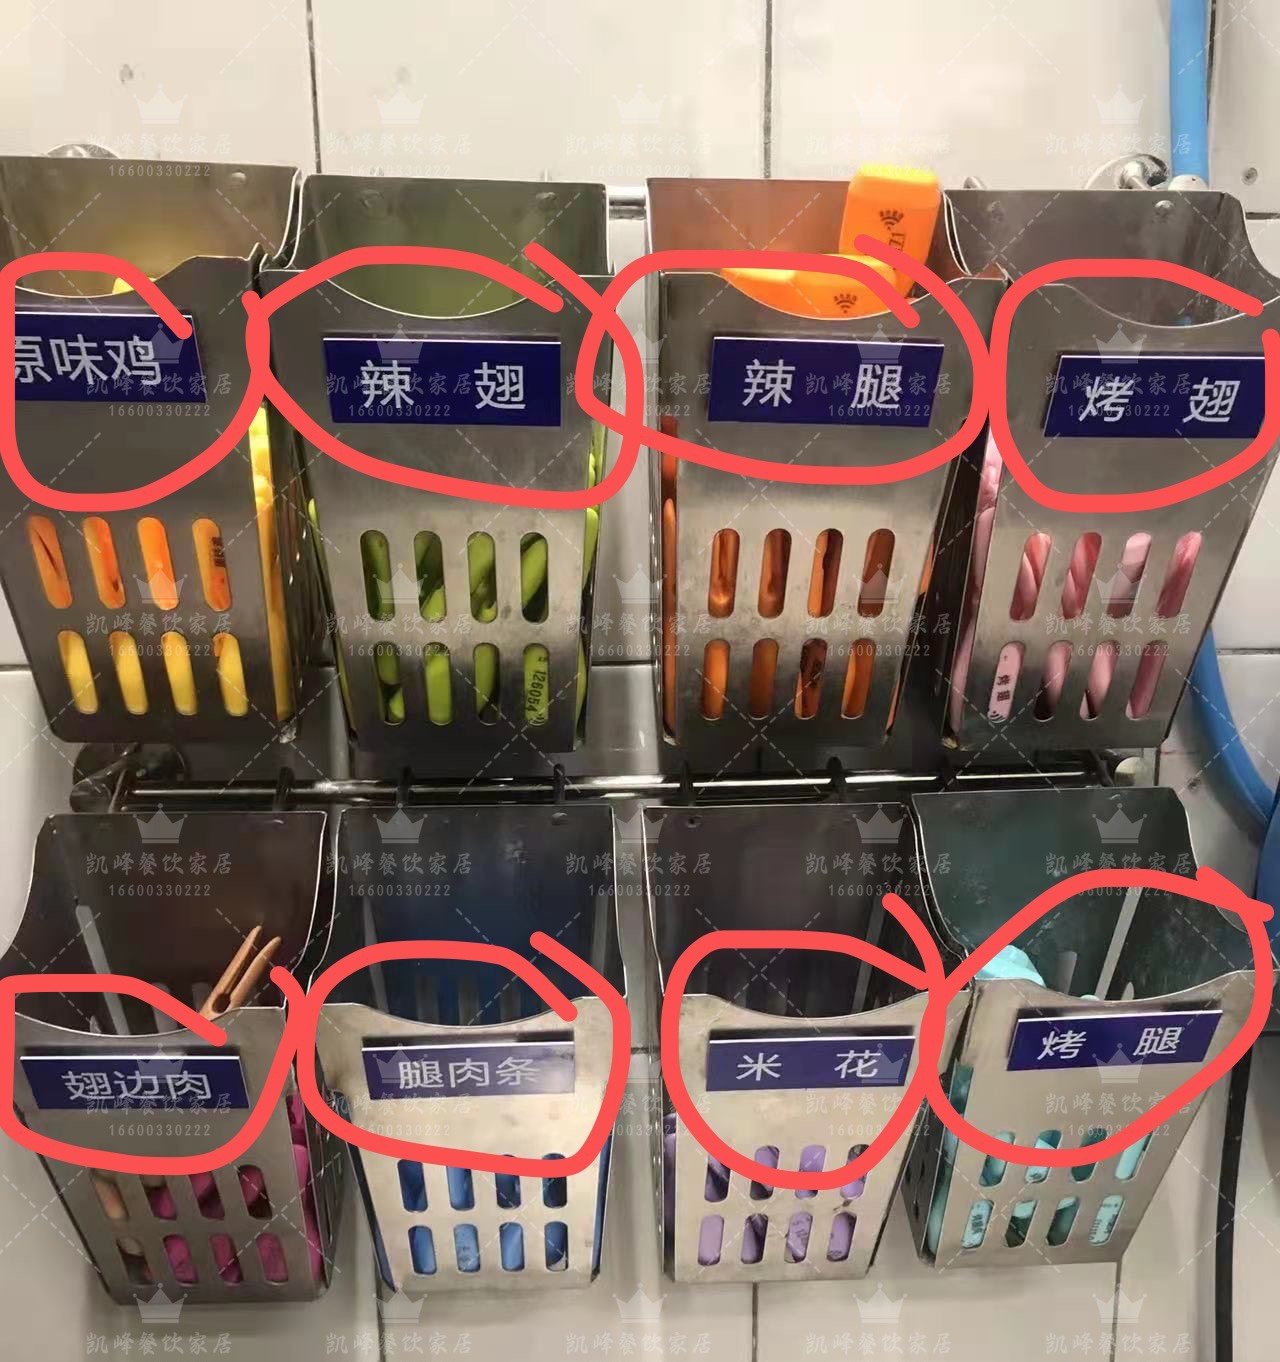 原味鸡
辣 翅
辣 腿
烤 翅
翅边肉
腿肉条
米 花
烤 腿
凯峰餐饮家居
16600330222